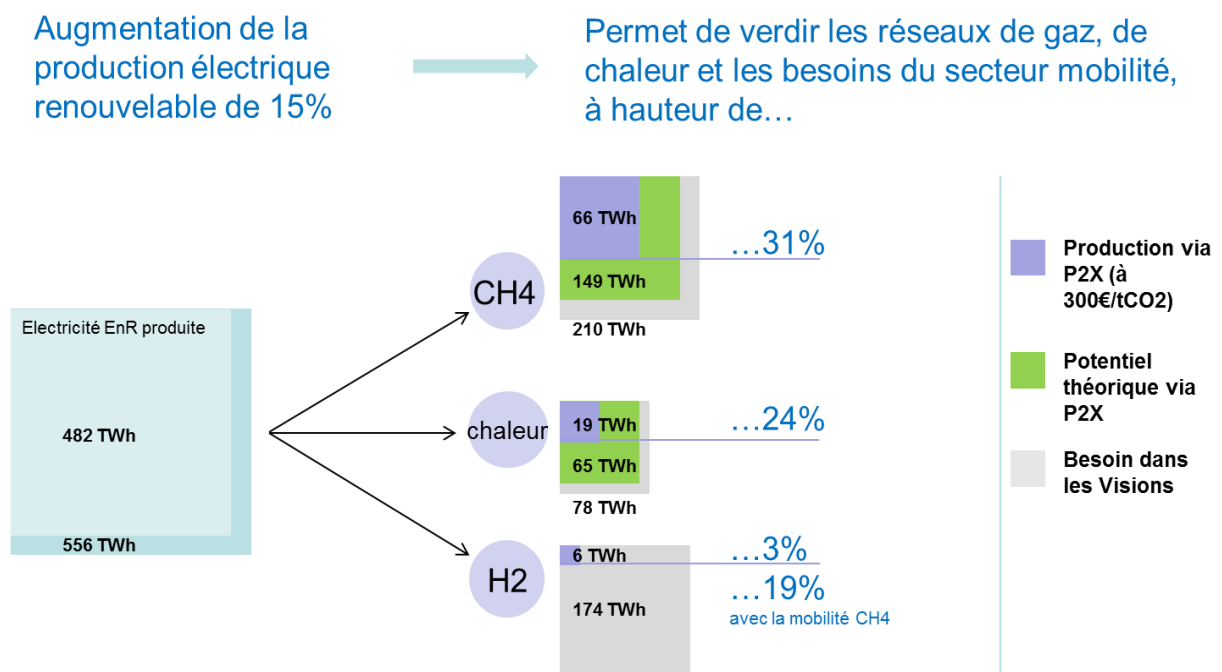 Augmentation de la
production électrique
renouvelable de 15%
Permet de verdir les réseaux de gaz, de
chaleur et les besoins du secteur mobilité,
à hauteur de…
Electricité EnR produite
482 TWh
556 TWh
CH4
66 TWh
149 TWh
210 TWh
…31%
chaleur
19 TWh
65 TWh
78 TWh
…24%
H2
6 TWh
174 TWh
…3%
…19%
avec la mobilité CH4
Production via
P2X (à
300€/tCO2)
Potentiel
théorique via
P2X
Besoin dans
les Visions